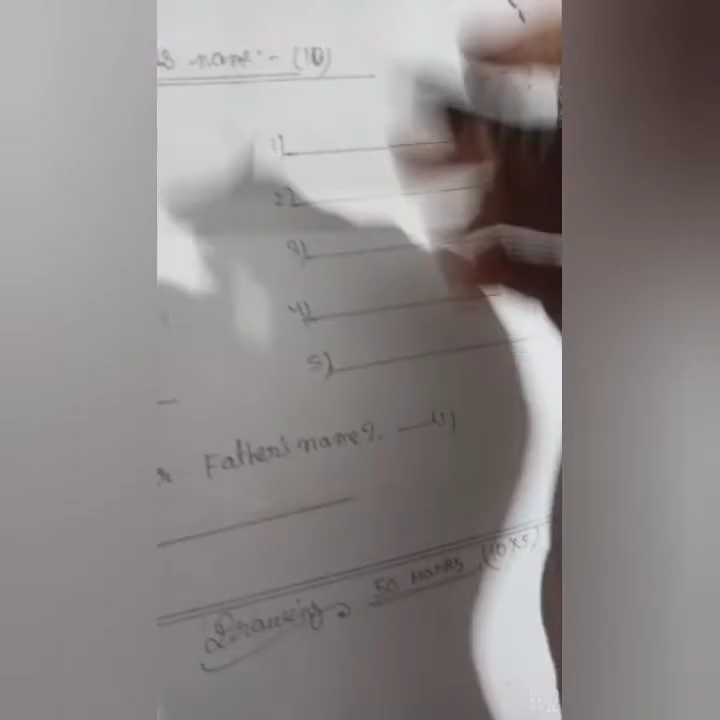 name:- (10)
1)
2)
3)
4)
5)
Father's name?.
Drawing 50 Marks (10x5)